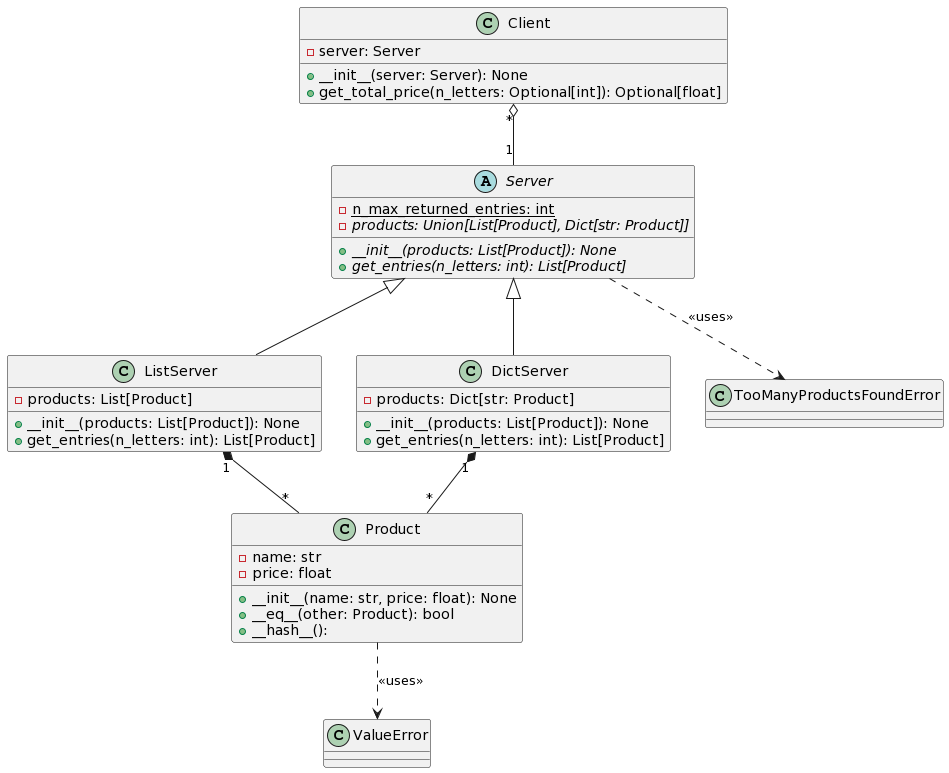 C Client
server: Server
__init__(server: Server): None
get_total_price(n_letters: Optional[int]): Optional[float]
*
1
A Server
n_max_returned_entries: int
products: Union[List[Product], Dict[str: Product]]
__init__(products: List[Product]): None
get_entries(n_letters: int): List[Product]
«uses»
C ListServer
products: List[Product]
__init__(products: List[Product]): None
get_entries(n_letters: int): List[Product]
C DictServer
products: Dict[str: Product]
__init__(products: List[Product]): None
get_entries(n_letters: int): List[Product]
C TooManyProductsFoundError
1
1
*
*
C Product
name: str
price: float
__init__(name: str, price: float): None
__eq__(other: Product): bool
__hash__():
«uses»
C ValueError